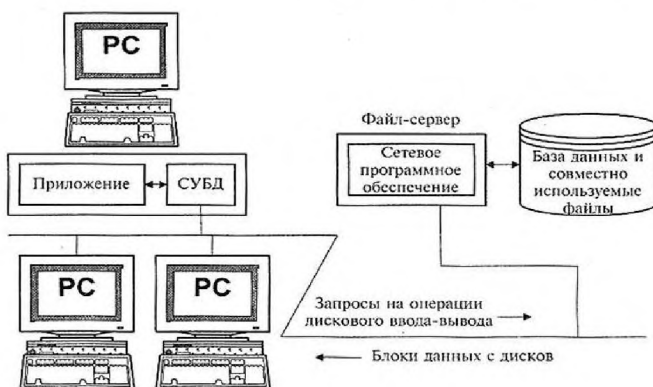 PC
Файл-сервер
Приложение
СУБД
Сетевое
программное
обеспечение
База данных и
совместно
используемые
файлы
PC
PC
Запросы на операции
дискового ввода-вывода
Блоки данных с дисков